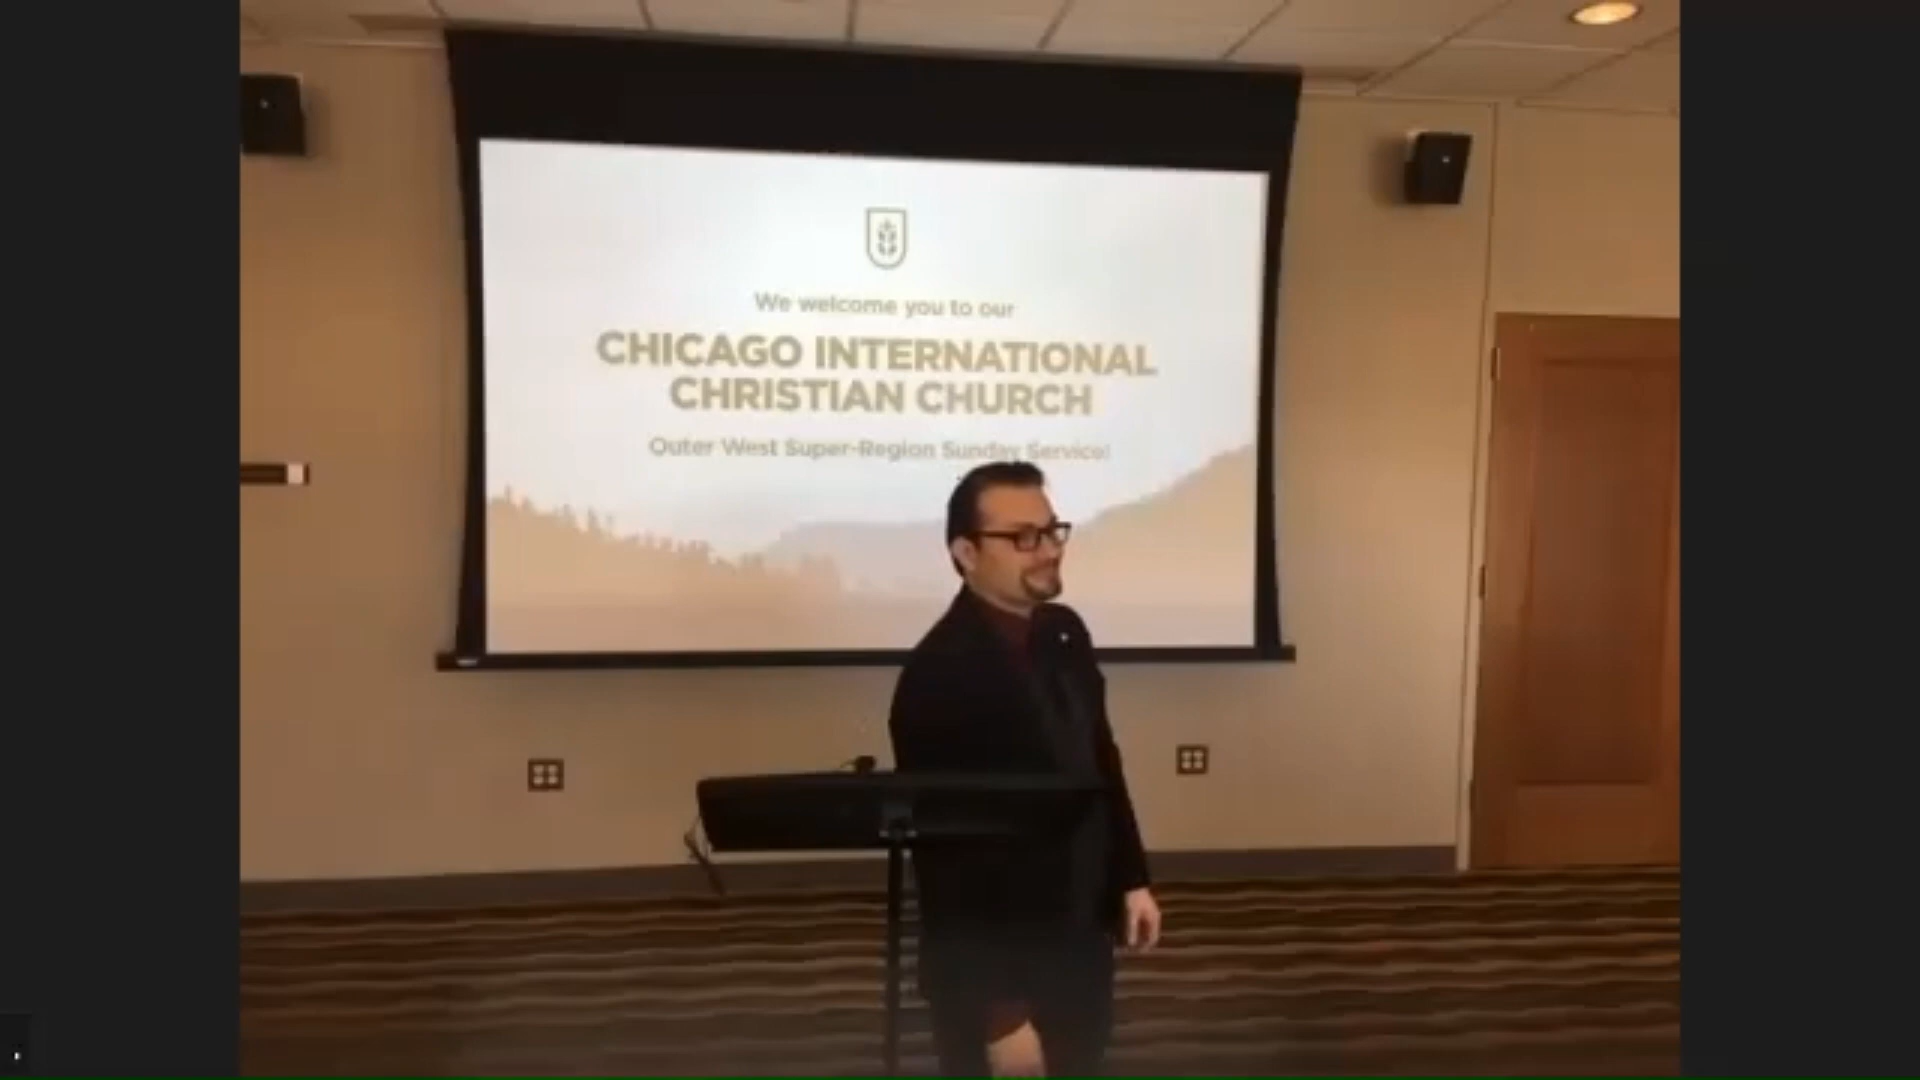 We welcome you to our
CHICAGO INTERNATIONAL
CHRISTIAN CHURCH
Outer West Super-Region Sunday Service!